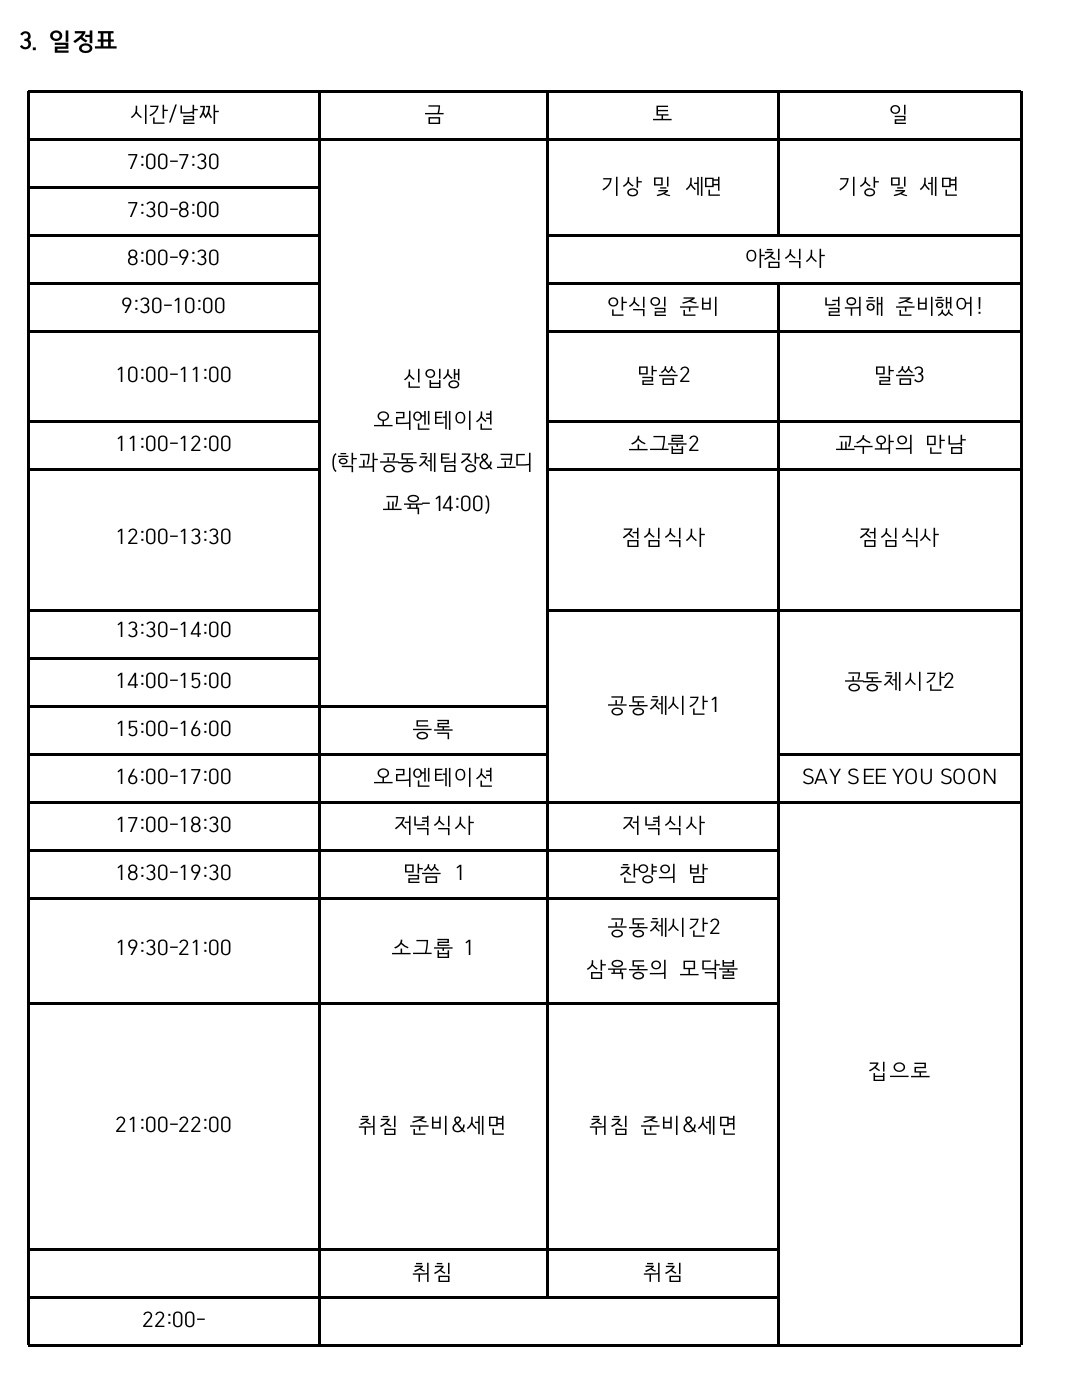 3. 일정표
시간/날짜 금 토 일
7:00-7:30
기상 및 세면 기상 및 세면
7:30-8:00
8:00-9:30 아침식사
9:30-10:00 안식일 준비 널위해 준비했어!
10:00-11:00 말씀2 말씀3
신입생
오리엔테이션
(학과공동체팀장&코디
교육-14:00)
11:00-12:00 소그룹2 교수와의 만남
12:00-13:30 점심식사 점심식사
13:30-14:00
14:00-15:00 공동체시간2
공동체시간1
15:00-16:00 등록
16:00-17:00 오리엔테이션 SAY SEE YOU SOON
17:00-18:30 저녁식사 저녁식사
18:30-19:30 말씀 1 찬양의 밤
19:30-21:00 소그룹 1
공동체시간2
삼육동의 모닥불
집으로
21:00-22:00 취침 준비&세면 취침 준비&세면
취침 취침
22:00-